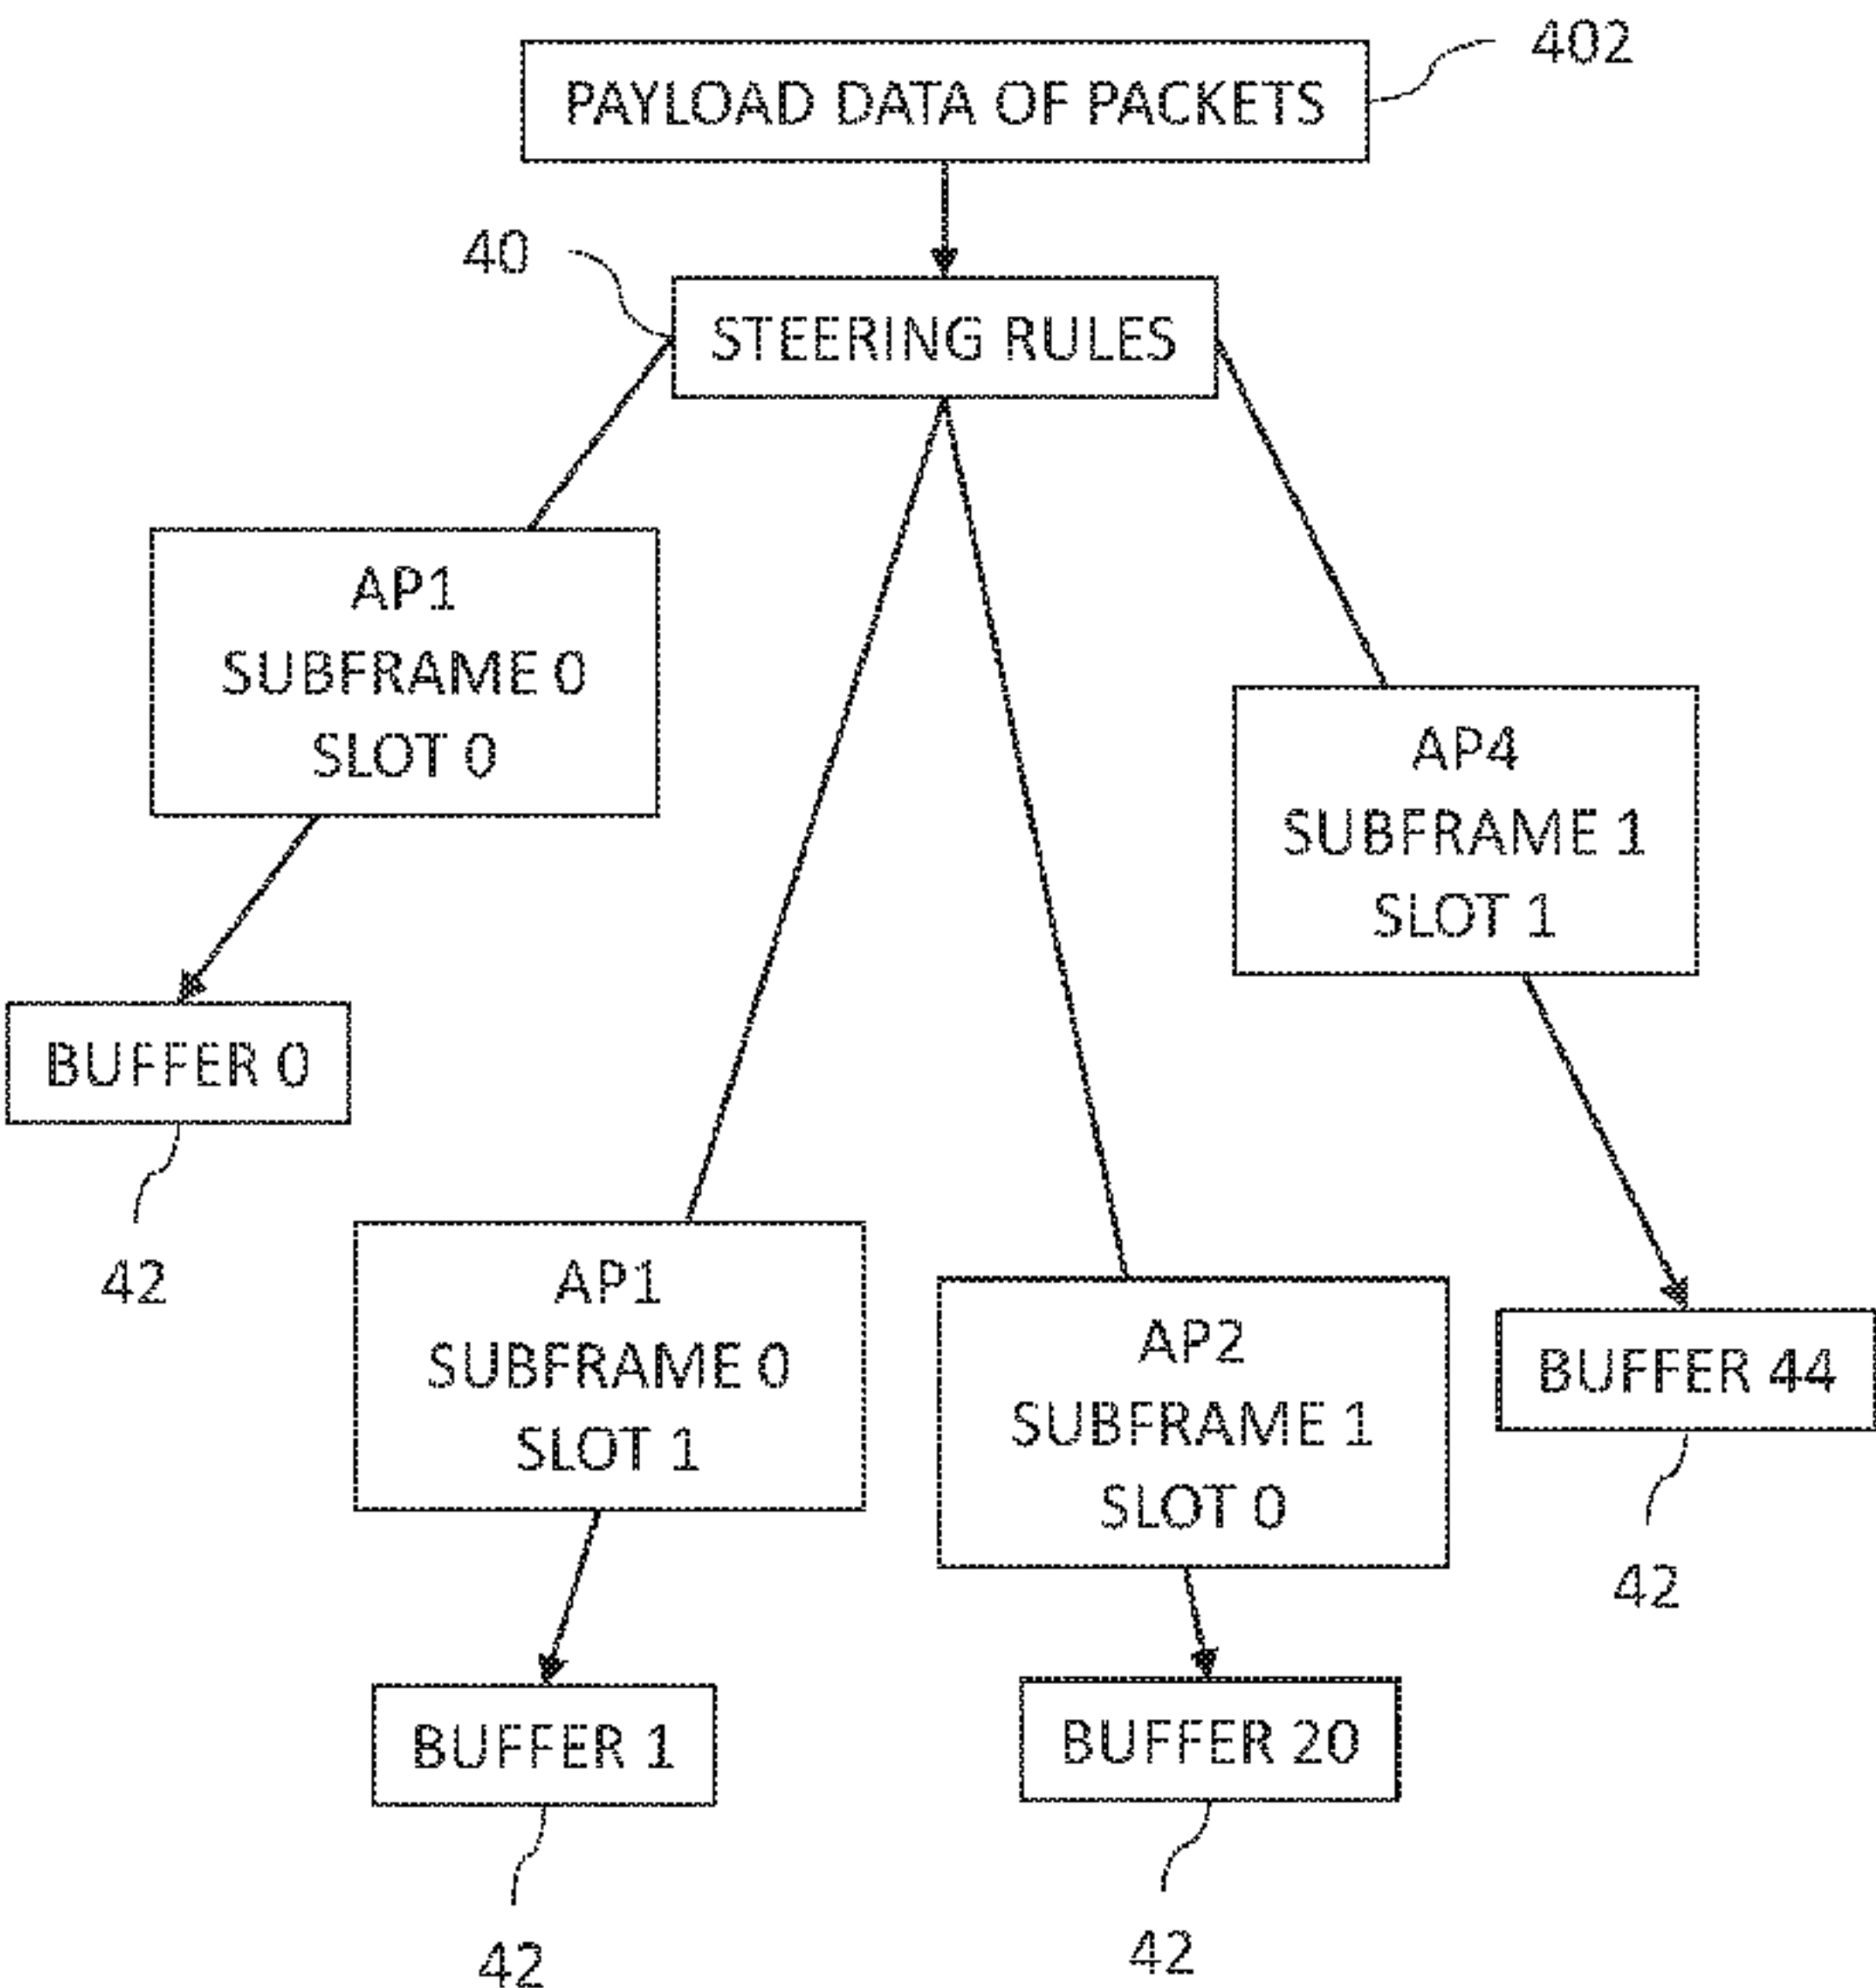 402
PAYLOAD DATA OF PACKETS
40
STEERING RULES
AP1
SUBFRAME 0
SLOT 0
AP4
SUBFRAME 1
SLOT 1
BUFFER 0
42
AP1
SUBFRAME 0
SLOT 1
AP2
SUBFRAME 1
SLOT 0
BUFFER 44
42
BUFFER 1
42
BUFFER 20
42